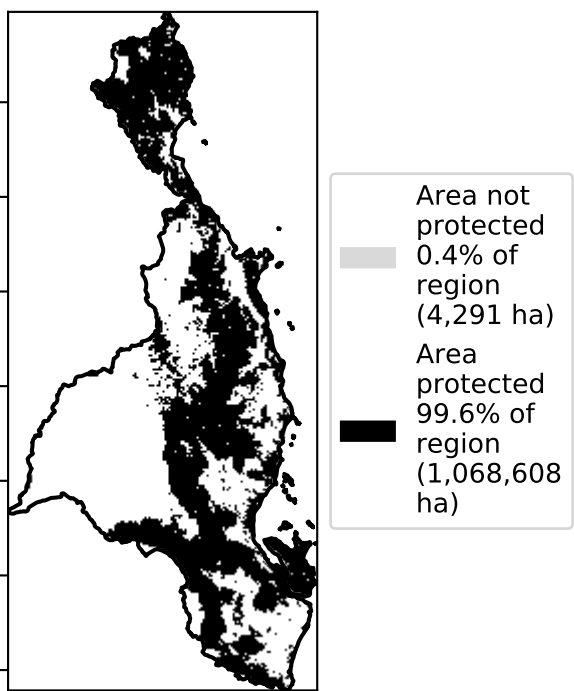 Area not
protected
0.4% of
region
(4,291 ha)
Area
protected
99.6% of
region
(1,068,608
ha)